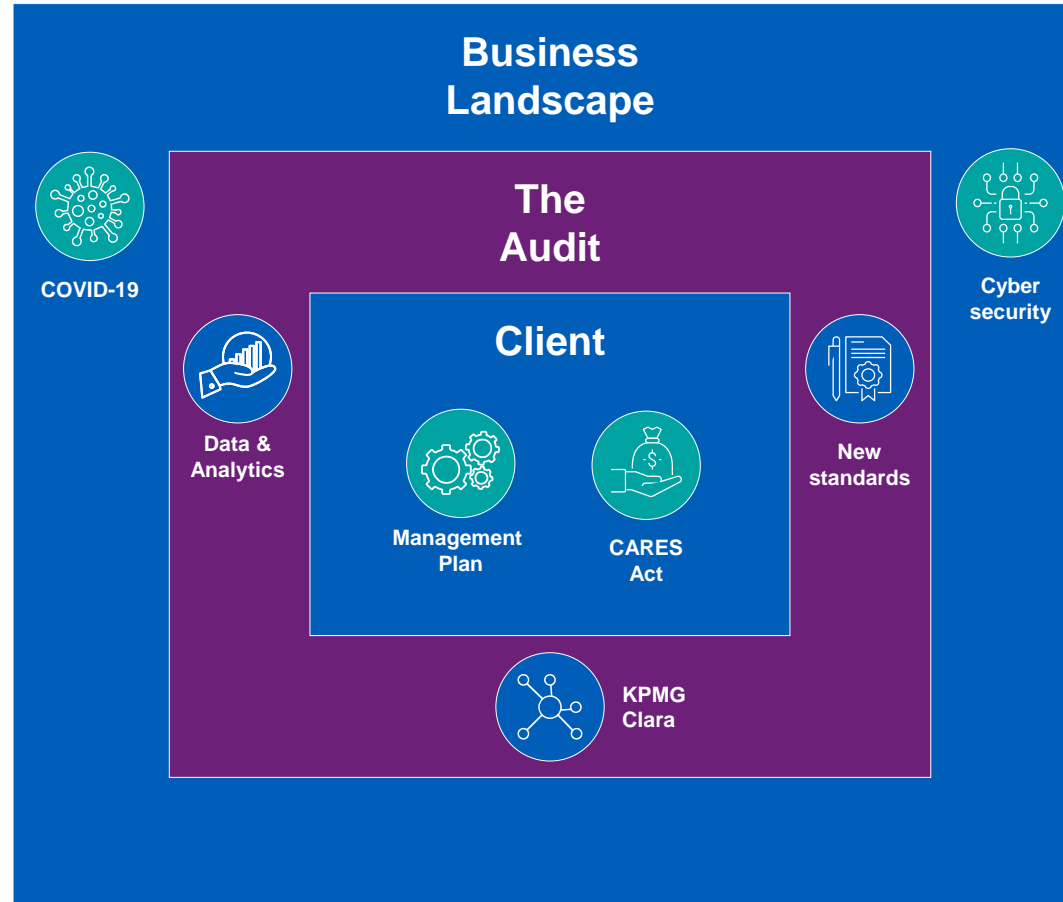 Business
Landscape
The
Audit
COVID-19
Cyber
security
Client
Data &
Analytics
New
standards
Management
Plan
CARES
Act
KPMG
Clara
$